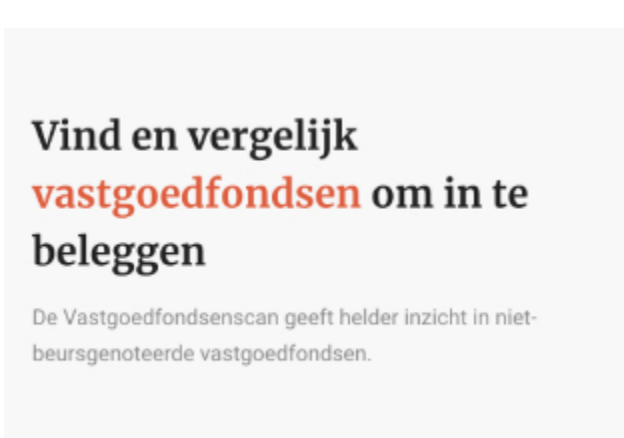 Vind en vergelijk
vastgoedfondsen om in te
beleggen
De Vastgoedfondsenscan geeft helder inzicht in niet-
beursgenoteerde vastgoedfondsen.